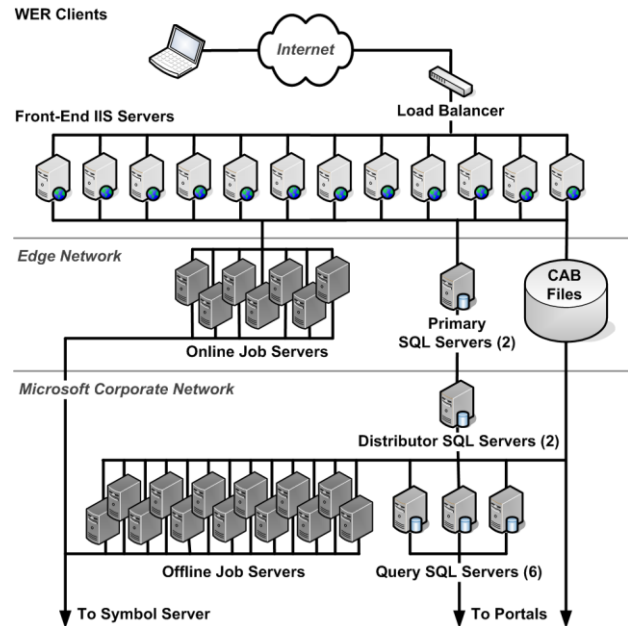 WER Clients
Internet
Load Balancer
Front-End IIS Servers
Edge Network
CAB
Files
Primary
SQL Servers (2)
Online Job Servers
Microsoft Corporate Network
Distributor SQL Servers (2)
Offline Job Servers
Query SQL Servers (6)
To Symbol Server
To Portals